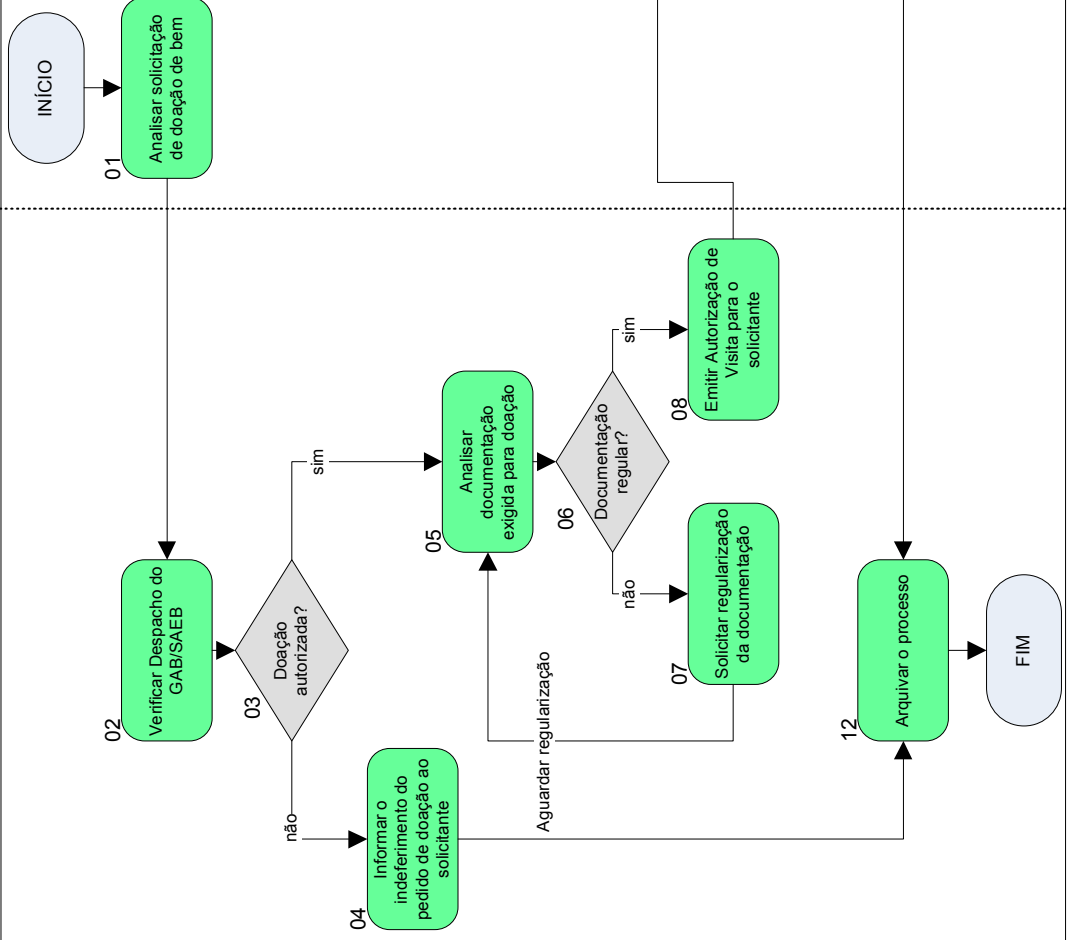 INÍCIO
01
Analisar solicitação
de doação de bem
02
Verificar Despacho do
GAB/SAEB
03
Doação
autorizada?
não
sim
04
Informar o
indeferimento do
pedido de doação ao
solicitante
05
Analisar
documentação
exigida para doação
06
Documentação
regular?
não
sim
07
Solicitar regularização
da documentação
Aguardar regularização
08
Emitir Autorização de
Visita para o
solicitante
12
Arquivar o processo
FIM